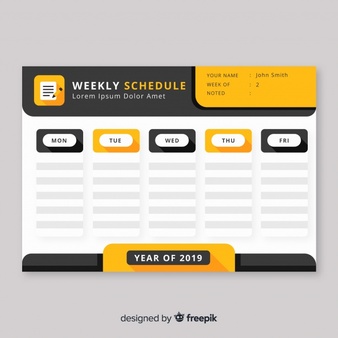 WEEKLY SCHEDULE
Lorem Ipsum Dolor Amet
YOUR NAME : John Smith
WEEK OF : 2
NOTED :
MON TUE WED THU FRI
YEAR OF 2019
designed by freepik